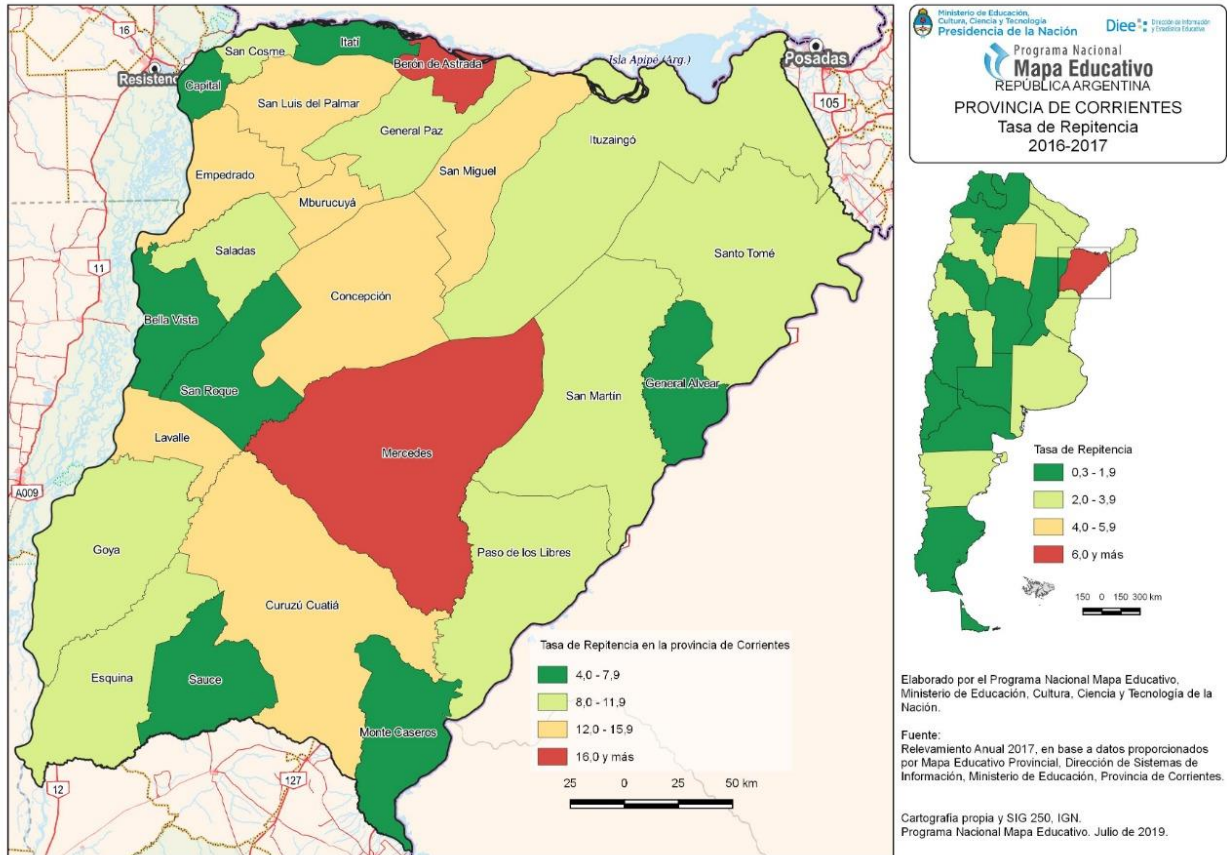 16
Resistenc
San Cosme
Itatí
Berón de Astrada
Isla Apipé (Arg.)
Posadas
Capital
105
San Luis del Palmar
General Paz
Ituzaingó
San Miguel
Empedrado
Mburucuyá
Saladas
Santo Tomé
11
Concepción
Bella Vista
San Roque
General Alvear
San Martín
Lavalle
Mercedes
A009
Goya
Paso de los Libres
Curuzú Cuatiá
Esquina
Sauce
Monte Caseros
127
12
Tasa de Repitencia en la provincia de Corrientes
4,0 - 7,9
8,0 - 11,9
12,0 - 15,9
16,0 y más
25 0 25 50 km
Ministerio de Educación,
Cultura, Ciencia y Tecnología
Presidencia de la Nación
Diee
Dirección de Información
y Estadística Educativa
Programa Nacional
Mapa Educativo
REPÚBLICA ARGENTINA
PROVINCIA DE CORRIENTES
Tasa de Repitencia
2016-2017
Tasa de Repitencia
0,3 - 1,9
2,0 - 3,9
4,0 - 5,9
6,0 y más
150 0 150 300 km
Elaborado por el Programa Nacional Mapa Educativo,
Ministerio de Educación, Cultura, Ciencia y Tecnología de la
Nación.
Fuente:
Relevamiento Anual 2017, en base a datos proporcionados
por Mapa Educativo Provincial, Dirección de Sistemas de
Información, Ministerio de Educación, Provincia de Corrientes.
Cartografía propia y SIG 250, IGN.
Programa Nacional Mapa Educativo. Julio de 2019.